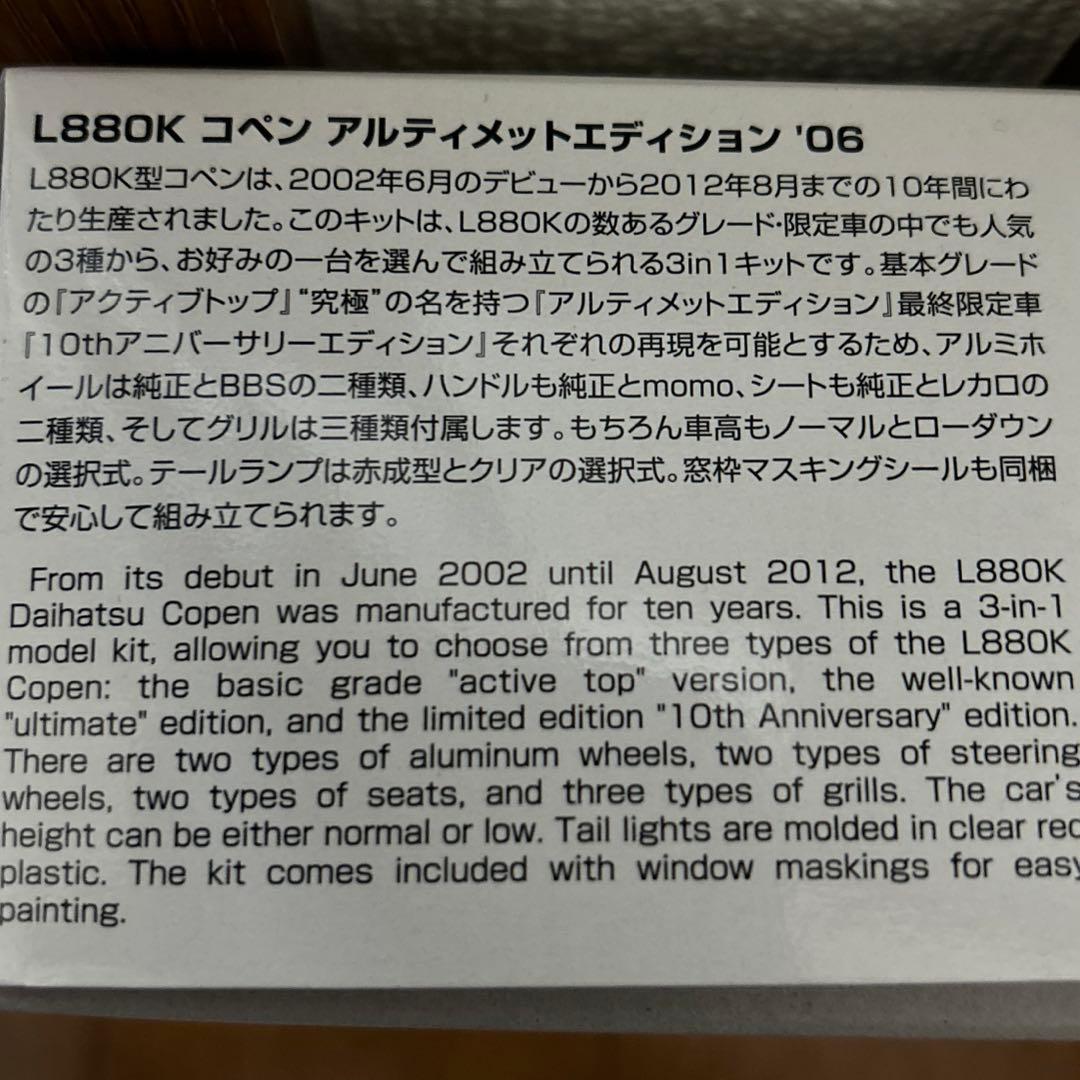 L880K コペン アルティメットエディション '06
L880K型コペンは、2002年6月のデビューから2012年8月までの10年間にわ
たり生産されました。このキットは、L880Kの数あるグレード・限定車の中でも人気
の3種から、お好みの一台を選んで組み立てられる3in1キットです。基本グレード
の『アクティブトップ』“究極”の名を持つ『アルティメットエディション』最終限定車
『10thアニバーサリーエディション』それぞれの再現を可能とするため、アルミホ
イールは純正とBBSの二種類、ハンドルも純正とmomo、シートも純正とレカロの
二種類、そしてグリルは三種類付属します。もちろん車高もノーマルとローダウン
の選択式。テールランプは赤成型とクリアの選択式。窓枠マスキングシールも同梱
で安心して組み立てられます。
From its debut in June 2002 until August 2012, the L880K
Daihatsu Copen was manufactured for ten years. This is a 3-in-1
model kit, allowing you to choose from three types of the L880K
Copen: the basic grade "active top" version, the well-known
"ultimate" edition, and the limited edition "10th Anniversary" edition.
There are two types of aluminum wheels, two types of steering
wheels, two types of seats, and three types of grills. The car's
height can be either normal or low. Tail lights are molded in clear red
plastic. The kit comes included with window maskings for easy
painting.